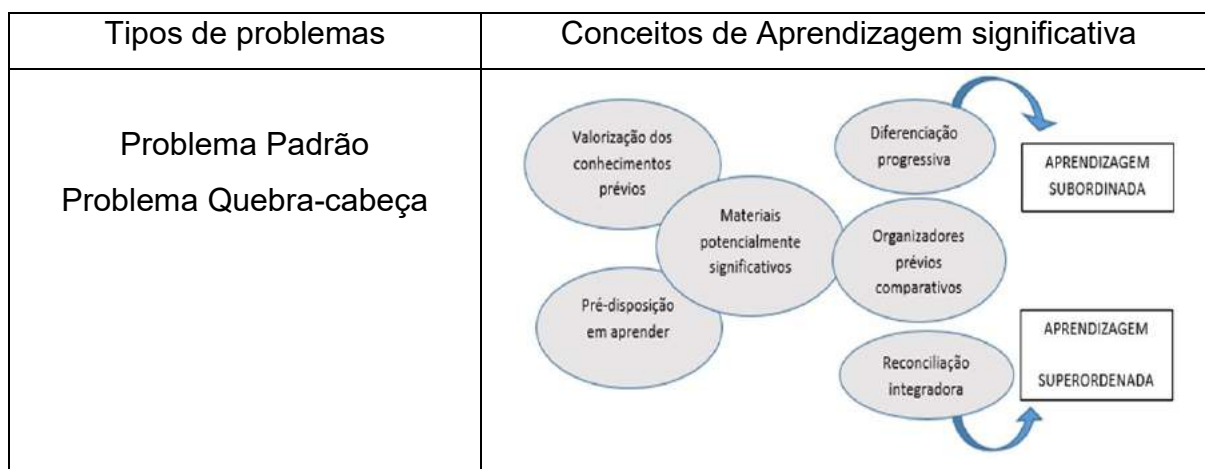 Tipos de problemas
Conceitos de Aprendizagem significativa
Problema Padrão
Problema Quebra-cabeça
Valorização dos
conhecimentos
prévios
Materiais
potencialmente
significativos
Pré-disposição
em aprender
Diferenciação
progressiva
Organizadores
prévios
comparativos
Reconciliação
integradora
APRENDIZAGEM
SUBORDINADA
APRENDIZAGEM
SUPERORDENADA